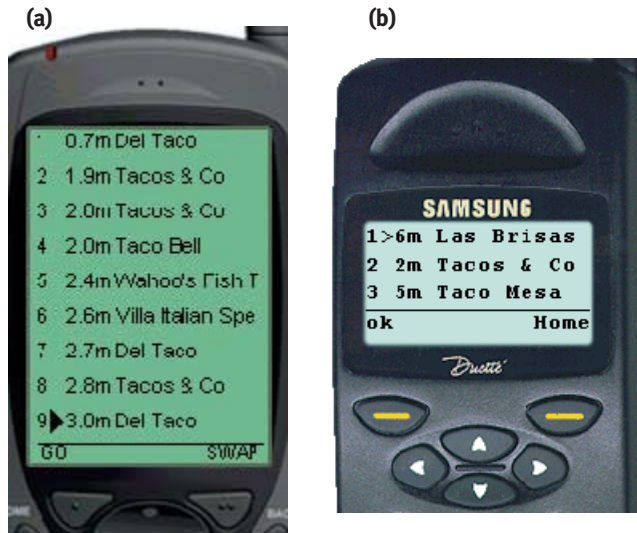 (a)
0.7m Del Taco
2 1.9m Tacos & Co
3 2.0m Tacos & Co
4 2.0m Taco Bell
5 2.4m Wahoo's Fish T
6 2.6m Villa Italian Spe
7 2.7m Del Taco
8 2.8m Tacos & Co
9 3.0m Del Taco
GO SWAP
(b)
SAMSUNG
1>6m Las Brisas
2 2m Tacos & Co
3 5m Taco Mesa
ok Home
Duette